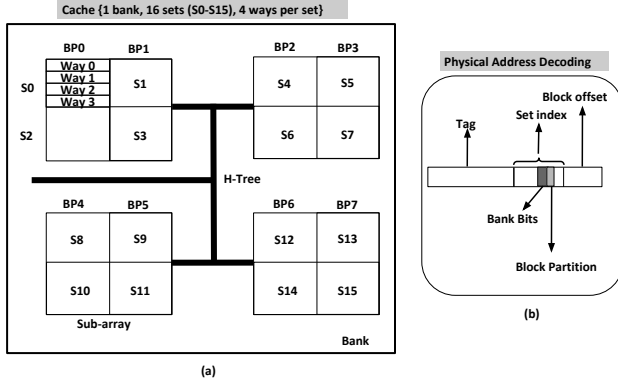 Cache {1 bank, 16 sets (S0-S15), 4 ways per set}
BP0 BP1 BP2 BP3
S0 Way 0 S1 S4 S5
Way 1
Way 2
Way 3
S2 S3 S6 S7
H-Tree
BP4 BP5 BP6 BP7
S8 S9 S12 S13
S10 S11 S14 S15
Sub-array
Bank
(a)
Physical Address Decoding
Block offset
Set index
Tag
Bank Bits
Block Partition
(b)